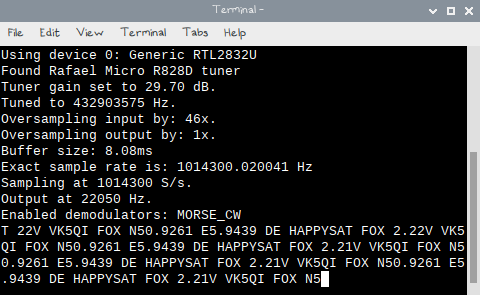 Terminal -
File Edit View Terminal Tabs Help
Using device 0: Generic RTL2832U
Found Rafael Micro R828D tuner
Tuner gain set to 29.70 dB.
Tuned to 432903575 Hz.
Oversampling input by: 46x.
Oversampling output by: 1x.
Buffer size: 8.08ms
Exact sample rate is: 1014300.020041 Hz
Sampling at 1014300 S/s.
Output at 22050 Hz.
Enabled demodulators: MORSE_CW
T 22V VK5QI FOX N50.9261 E5.9439 DE HAPPYSAT FOX 2.22V VK5
QI FOX N50.9261 E5.9439 DE HAPPYSAT FOX 2.21V VK5QI FOX N5
0.9261 E5.9439 DE HAPPYSAT FOX 2.21V VK5QI FOX N50.9261 E5
.9439 DE HAPPYSAT FOX 2.21V VK5QI FOX N5